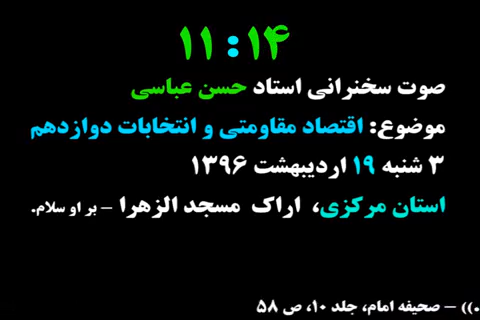 ۱۱:۱۴
صوت سخنرانی استاد حسن عباسی
موضوع: اقتصاد مقاومتی و انتخابات دوازدهم
۳ شنبه ۱۹ اردیبهشت ۱۳۹۶
استان مرکزی، اراک مسجد الزهرا – بر او سلام.
.)) – صحیفه امام، جلد ۱۰، ص ۵۸